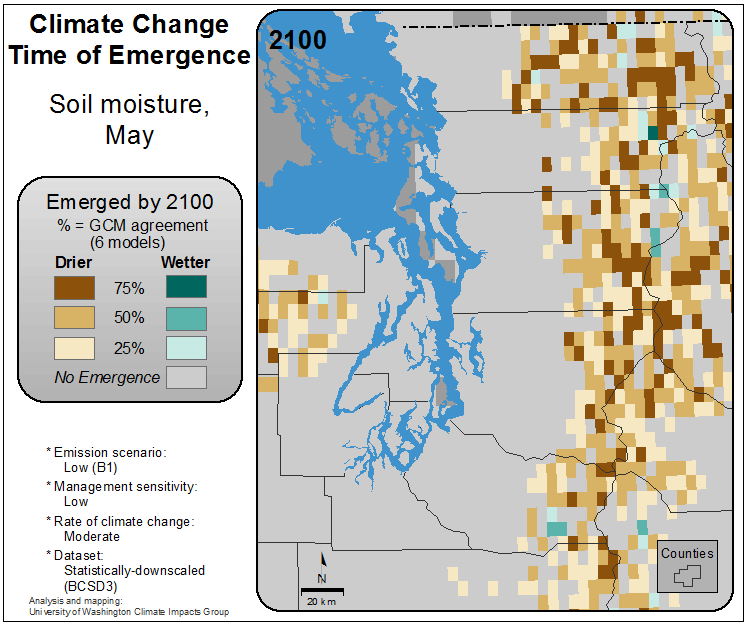 Climate Change
Time of Emergence
Soil moisture,
May
Emerged by 2100
% = GCM agreement
(6 models)
Drier Wetter
75%
50%
25%
No Emergence
* Emission scenario:
Low (B1)
* Management sensitivity:
Low
* Rate of climate change:
Moderate
* Dataset:
Statistically-downscaled
(BCSD3)
Analysis and mapping:
University of Washington Climate Impacts Group
2100
N
20 km
Counties